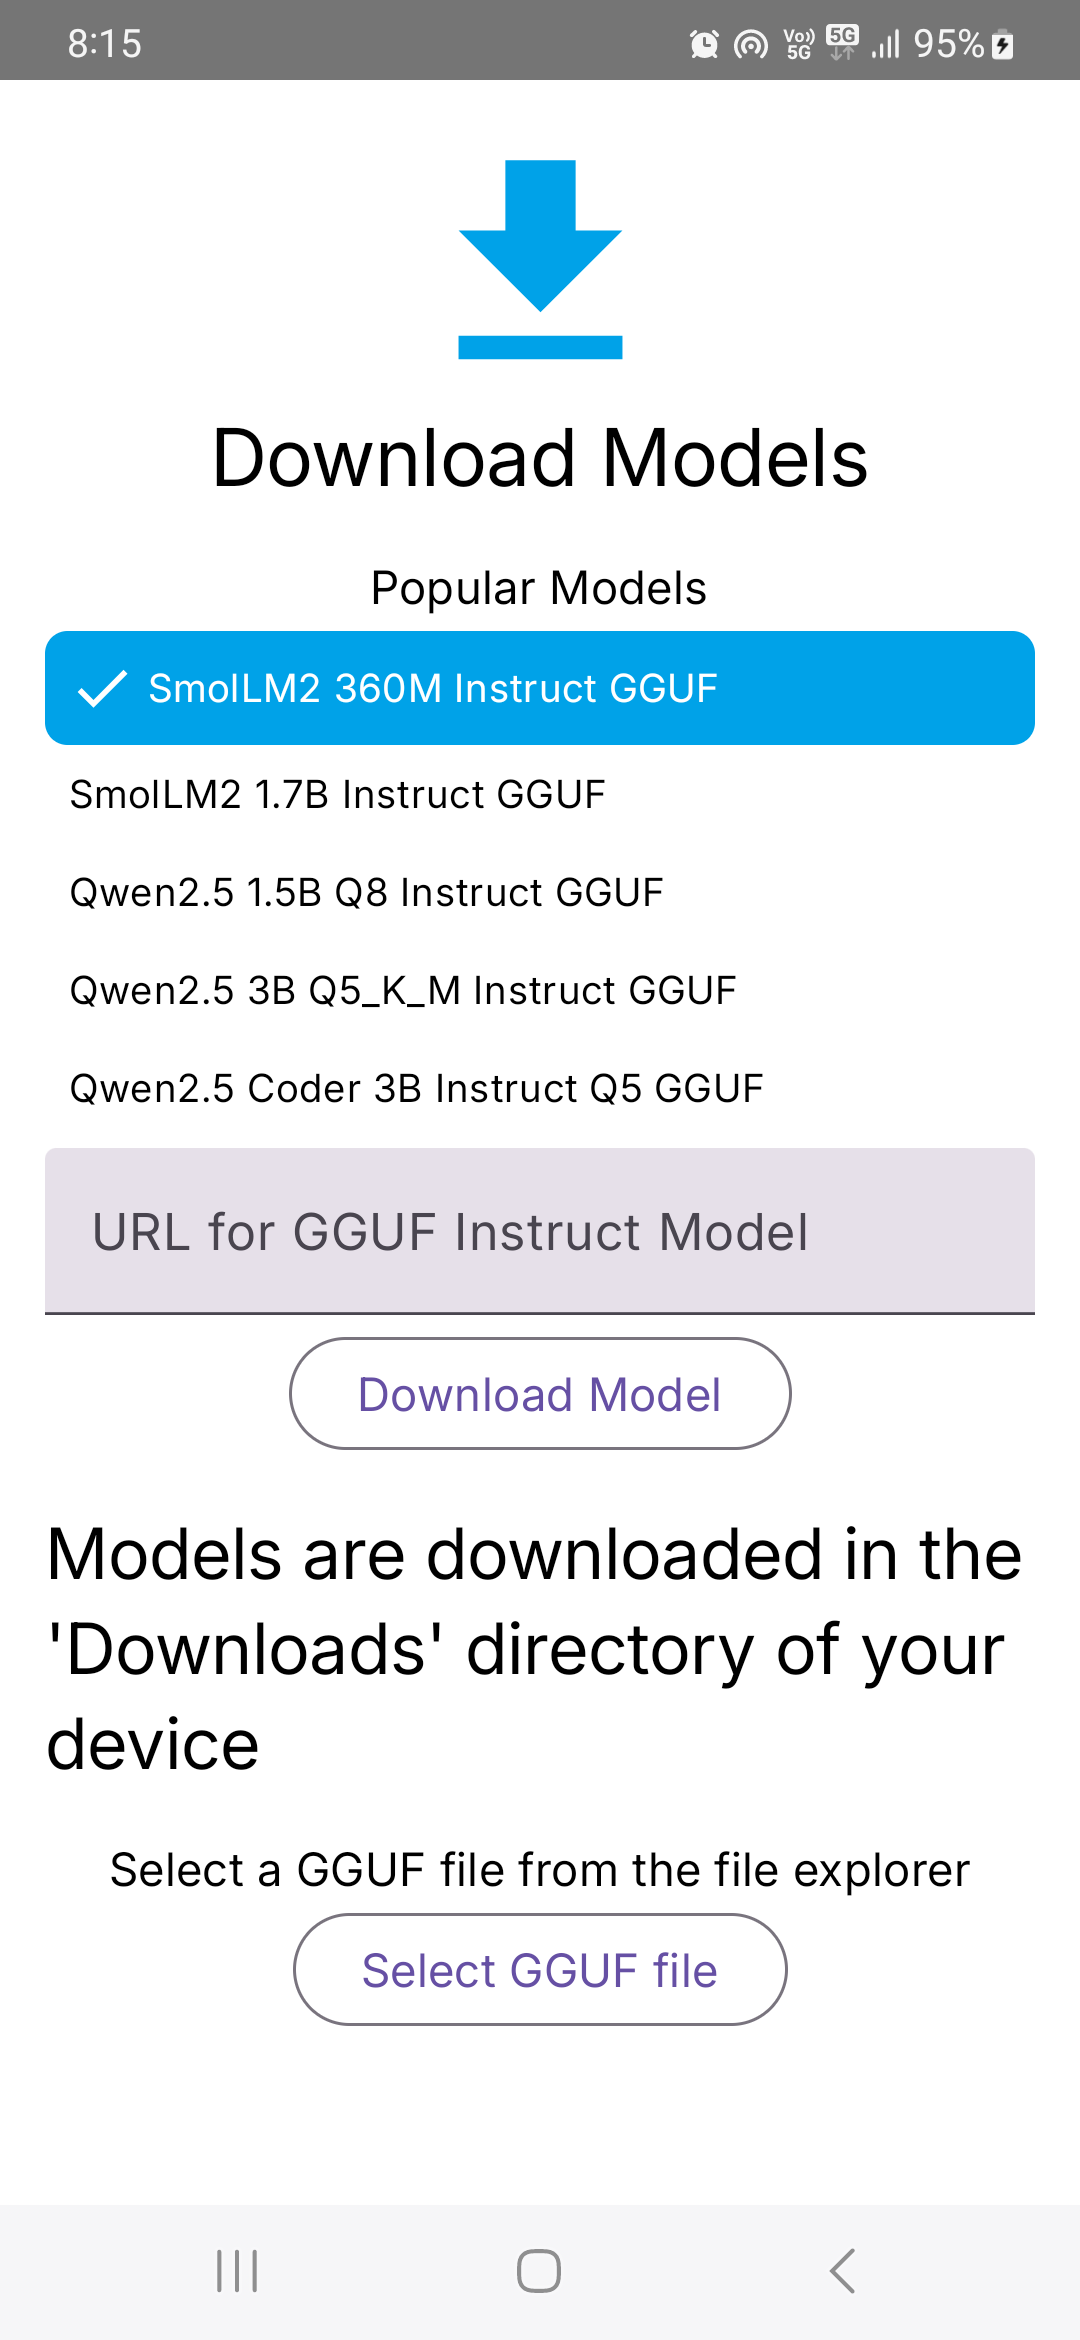 8:15
Vo)) 5G
5G
95%
Download Models
Popular Models
SmolLM2 360M Instruct GGUF
SmolLM2 1.7B Instruct GGUF
Qwen2.5 1.5B Q8 Instruct GGUF
Qwen2.5 3B Q5_K_M Instruct GGUF
Qwen2.5 Coder 3B Instruct Q5 GGUF
URL for GGUF Instruct Model
Download Model
Models are downloaded in the
'Downloads' directory of your
device
Select a GGUF file from the file explorer
Select GGUF file